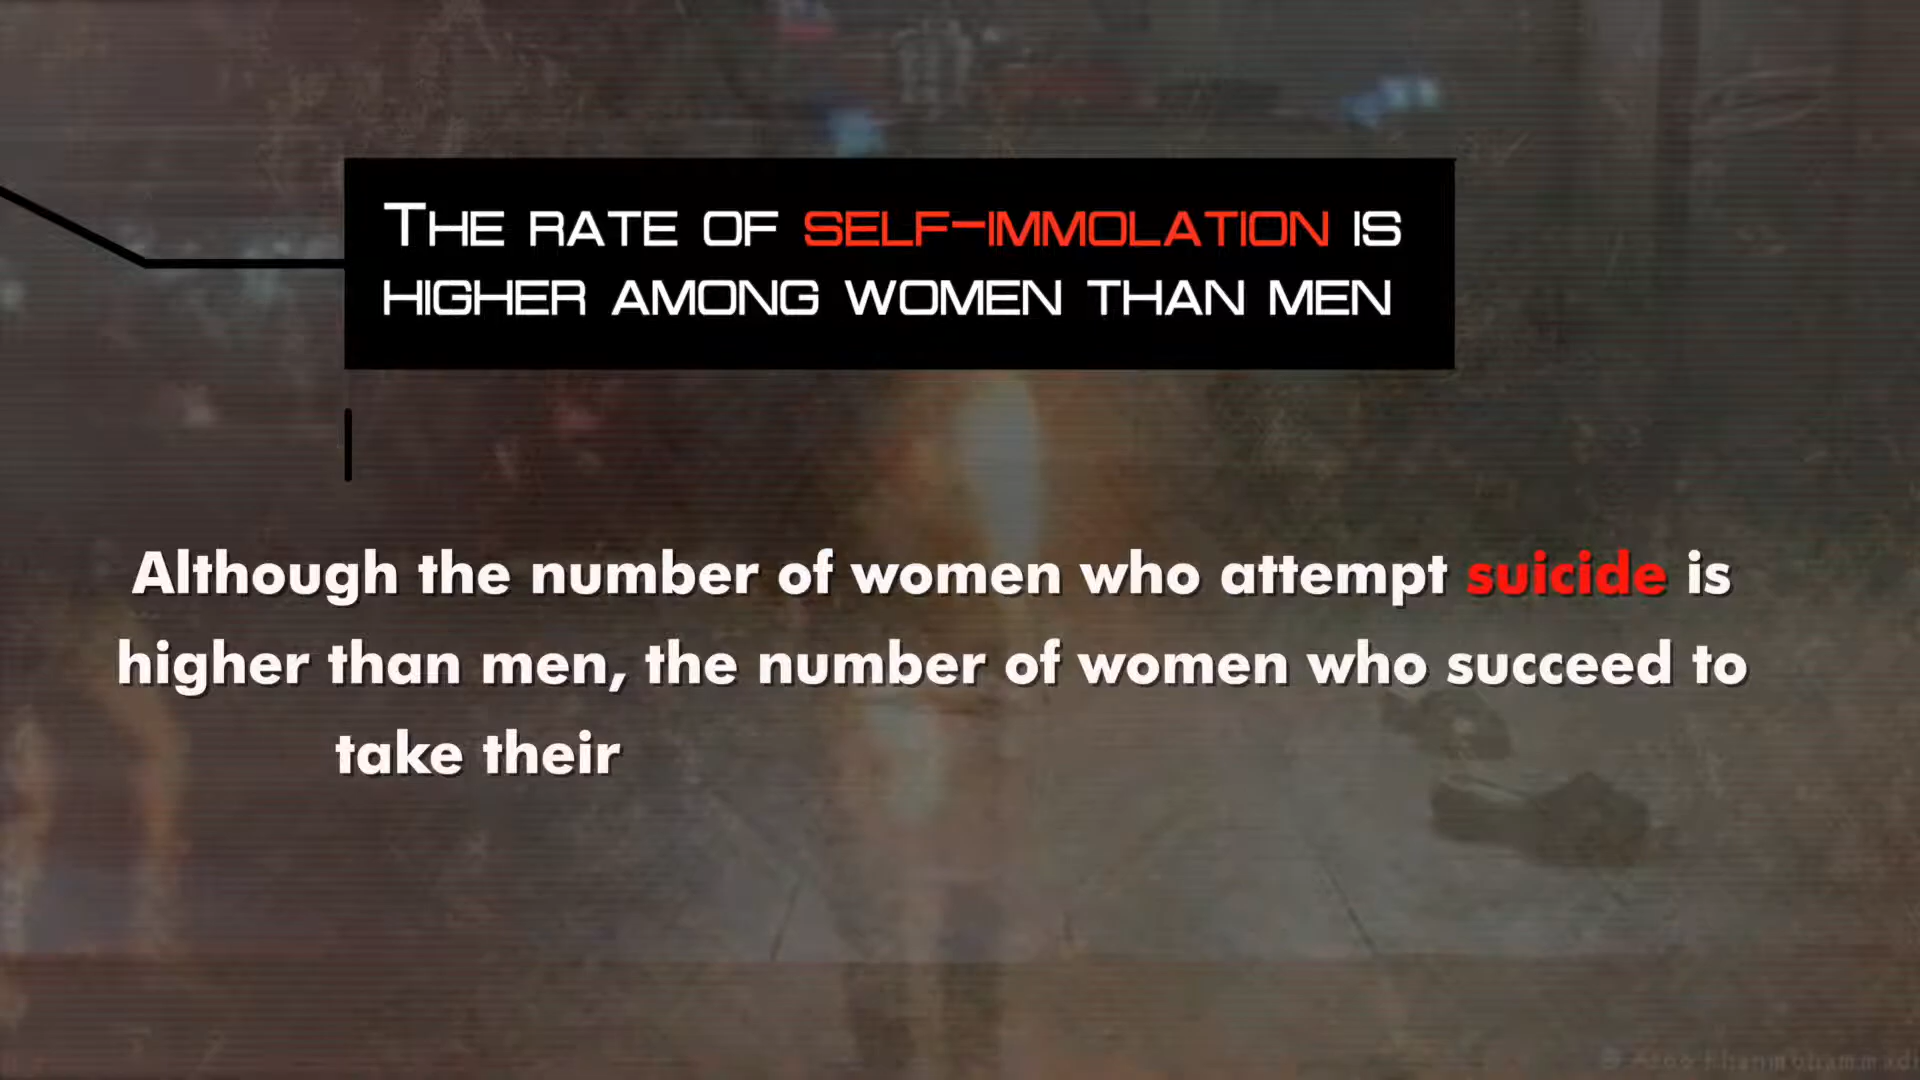 The rate of self-immolation is
higher among women than men
Although the number of women who attempt suicide is
higher than men, the number of women who succeed to
take their